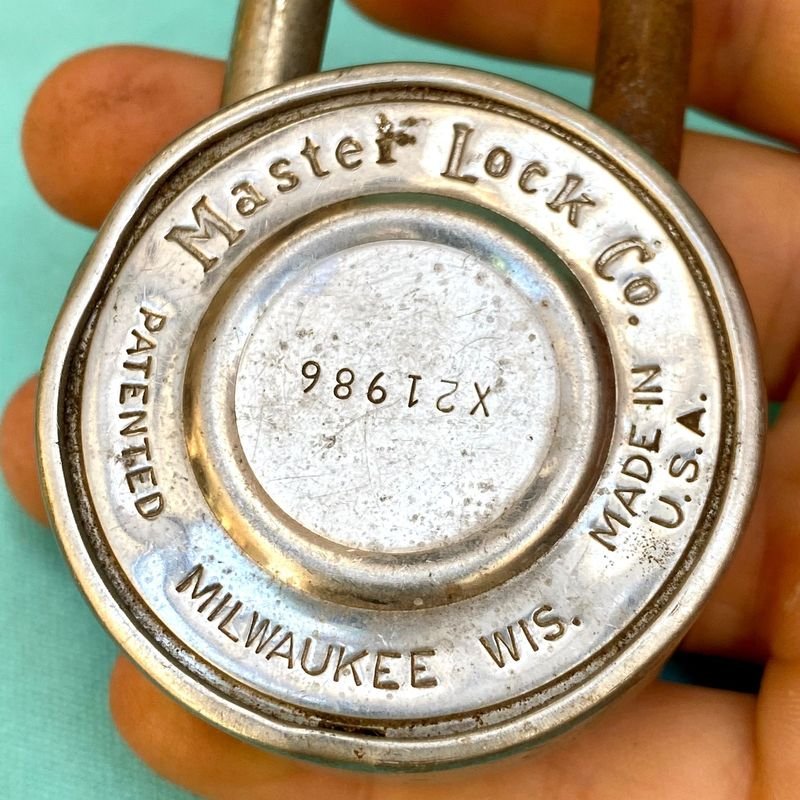 Master Lock Co.
PATENTED
X21986
MADE IN
U.S.A.
MILWAUKEE WIS.